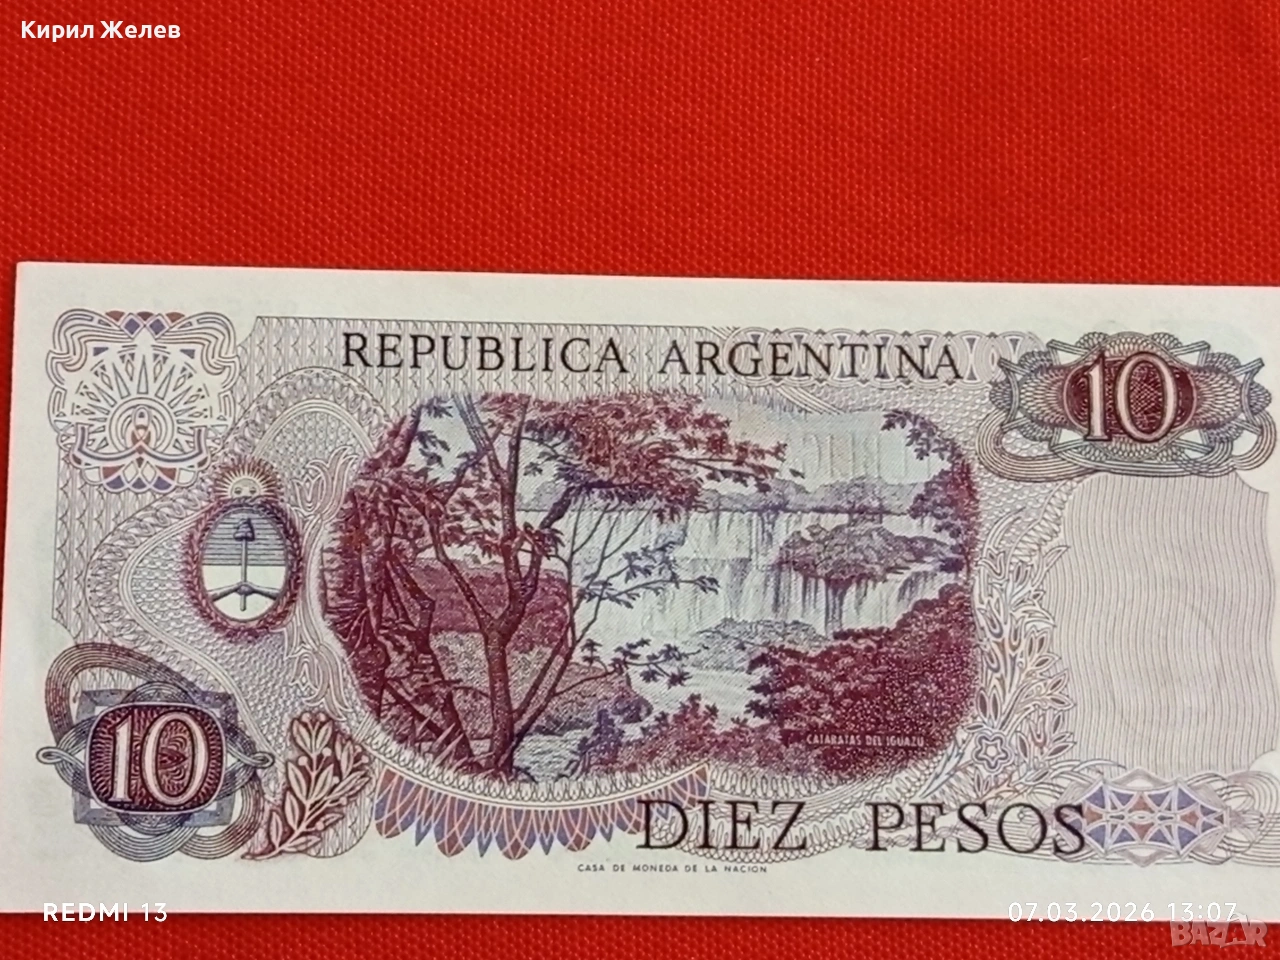 Кирил Желев
REPUBLICA ARGENTINA
10
CATARATAS DEL IGUAZU
10
DIEZ PESOS
CASA DE MONEDA DE LA NACION
REDMI 13
07.03.2026 13:07
BAZAR